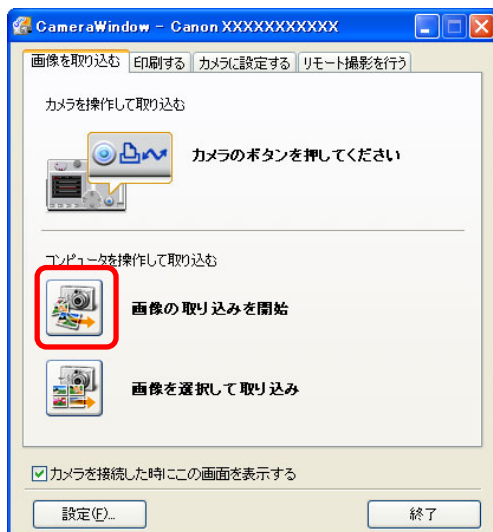 CameraWindow - Canon XXXXXXXXXXX
画像を取り込む 印刷する カメラに設定する リモート撮影を行う
カメラを操作して取り込む
カメラのボタンを押してください
コンピュータを操作して取り込む
画像の取り込みを開始
画像を選択して取り込み
カメラを接続した時にこの画面を表示する
設定(F)... 終了